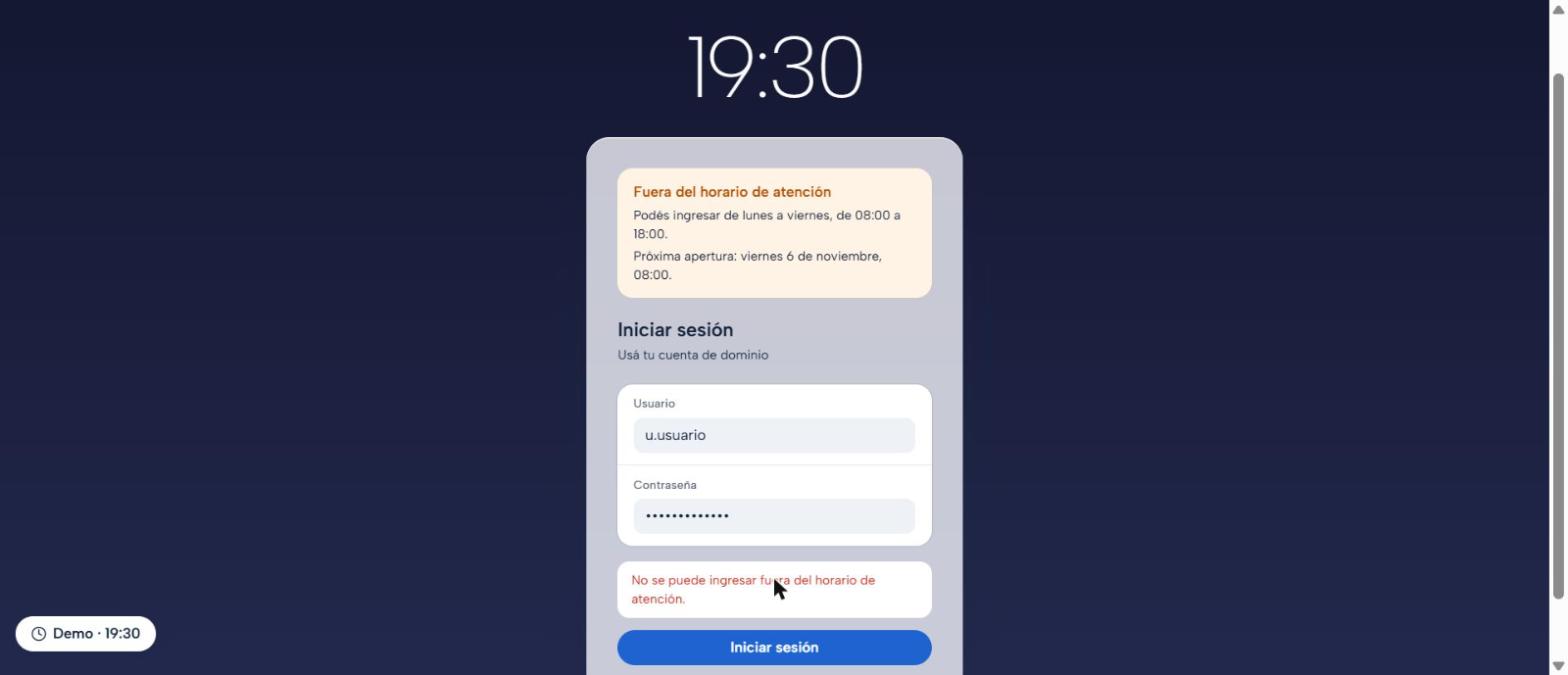 19:30
Fuera del horario de atención
Podés ingresar de lunes a viernes, de 08:00 a
18:00.
Próxima apertura: viernes 6 de noviembre,
08:00.
Iniciar sesión
Usá tu cuenta de dominio
Usuario
u.usuario
Contraseña
•••••••••••••
No se puede ingresar fuera del horario de
atención.
Demo · 19:30
Iniciar sesión